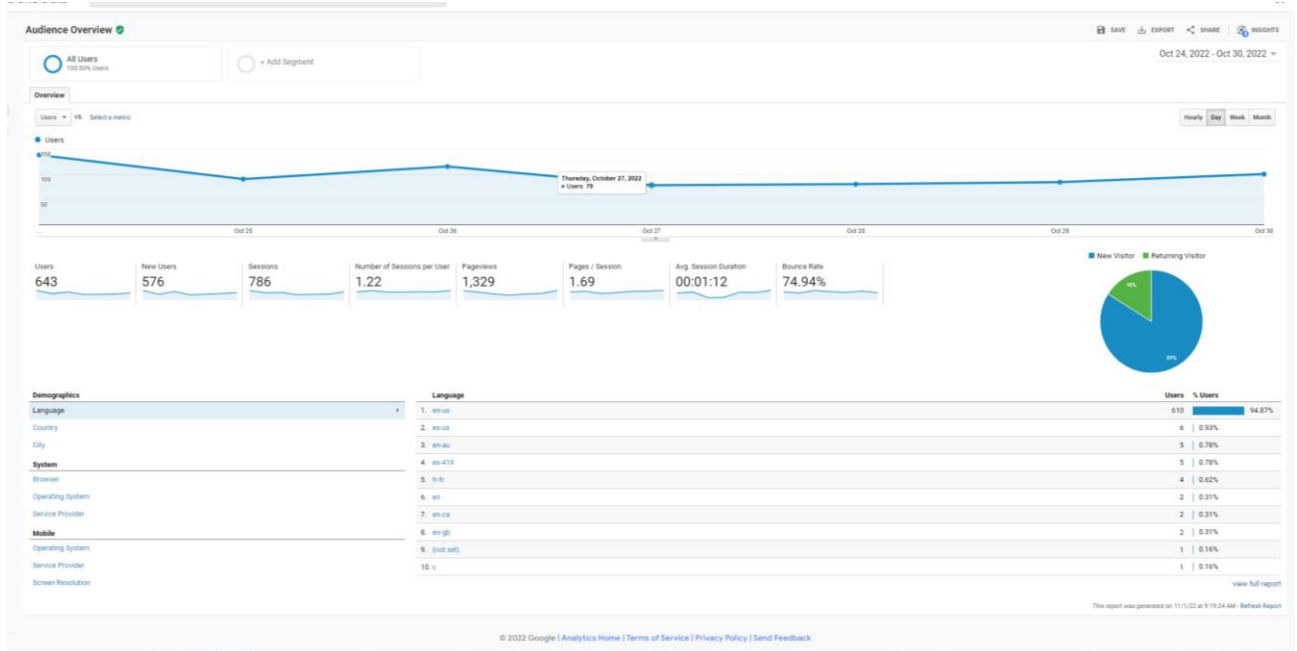 Audience Overview
SAVE EXPORT SHARE INSIGHTS
All Users
100.00% Users
+ Add Segment
Oct 24, 2022 - Oct 30, 2022
Overview
Users VS. Select a metric
Hourly Day Week Month
Users
150
100
50
Thursday, October 27, 2022
Users: 79
... Oct 25 Oct 26 Oct 27 Oct 28 Oct 29 Oct 30
New Visitor Returning Visitor
Users New Users Sessions Number of Sessions per User Pageviews Pages / Session Avg. Session Duration Bounce Rate
643 576 786 1.22 1,329 1.69 00:01:12 74.94%
16%
84%
Demographics
Language
Country
City
System
Browser
Operating System
Service Provider
Mobile
Operating System
Service Provider
Screen Resolution
Language Users % Users
1. en-us 610 94.87%
2. es-us 6 0.93%
3. en-au 5 0.78%
4. es-419 5 0.78%
5. fr-fr 4 0.62%
6. en 2 0.31%
7. en-ca 2 0.31%
8. en-gb 2 0.31%
9. (not set) 1 0.16%
10. c 1 0.16%
view full report
This report was generated on 11/1/22 at 9:19:24 AM - Refresh Report
© 2022 Google | Analytics Home | Terms of Service | Privacy Policy | Send Feedback